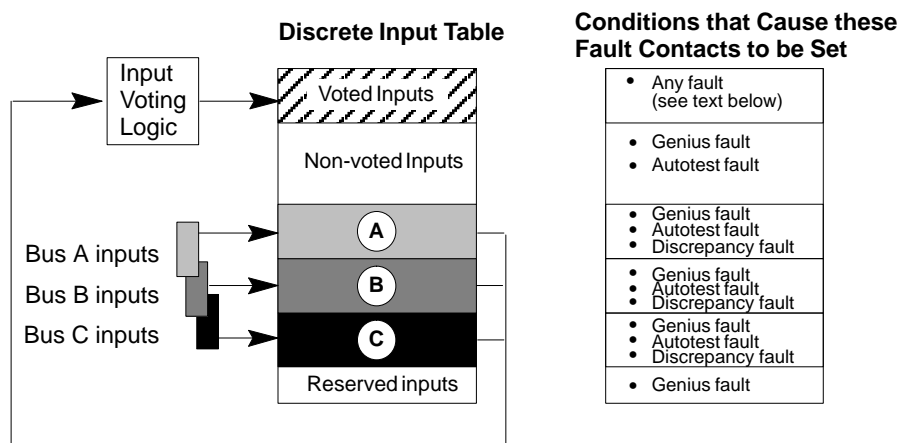 Discrete Input Table
Conditions that Cause these
Fault Contacts to be Set
Input
Voting
Logic
Voted Inputs
Non-voted Inputs
A
B
C
Reserved inputs
Bus A inputs
Bus B inputs
Bus C inputs
• Any fault
(see text below)
• Genius fault
• Autotest fault
• Genius fault
• Autotest fault
• Discrepancy fault
• Genius fault
• Autotest fault
• Discrepancy fault
• Genius fault
• Autotest fault
• Discrepancy fault
• Genius fault